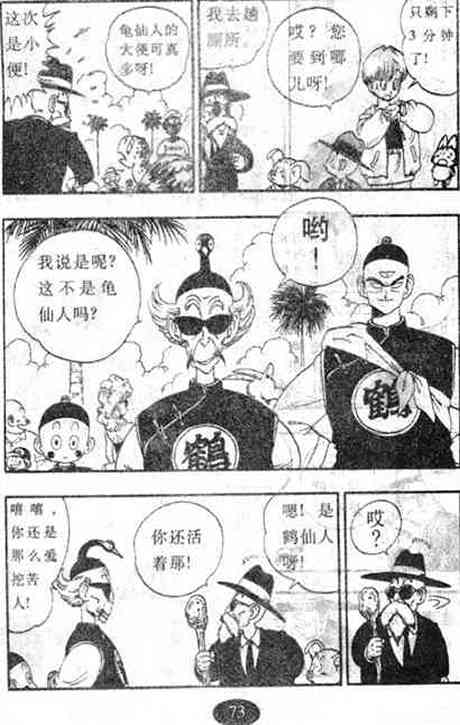 只剩下
3分钟
了!
哎?您
要到哪
儿呀!
我去趟
厕所。
龟仙人的
大便可真
多呀!
这次
是小
便!
哟
!
鹤
我说是呢?
这不是龟
仙人吗?
鹤
哎
?
嗯!是
鹤仙人
呀!
你还活
着那!
嘻嘻,
你还是
那么爱
挖苦
人!
73